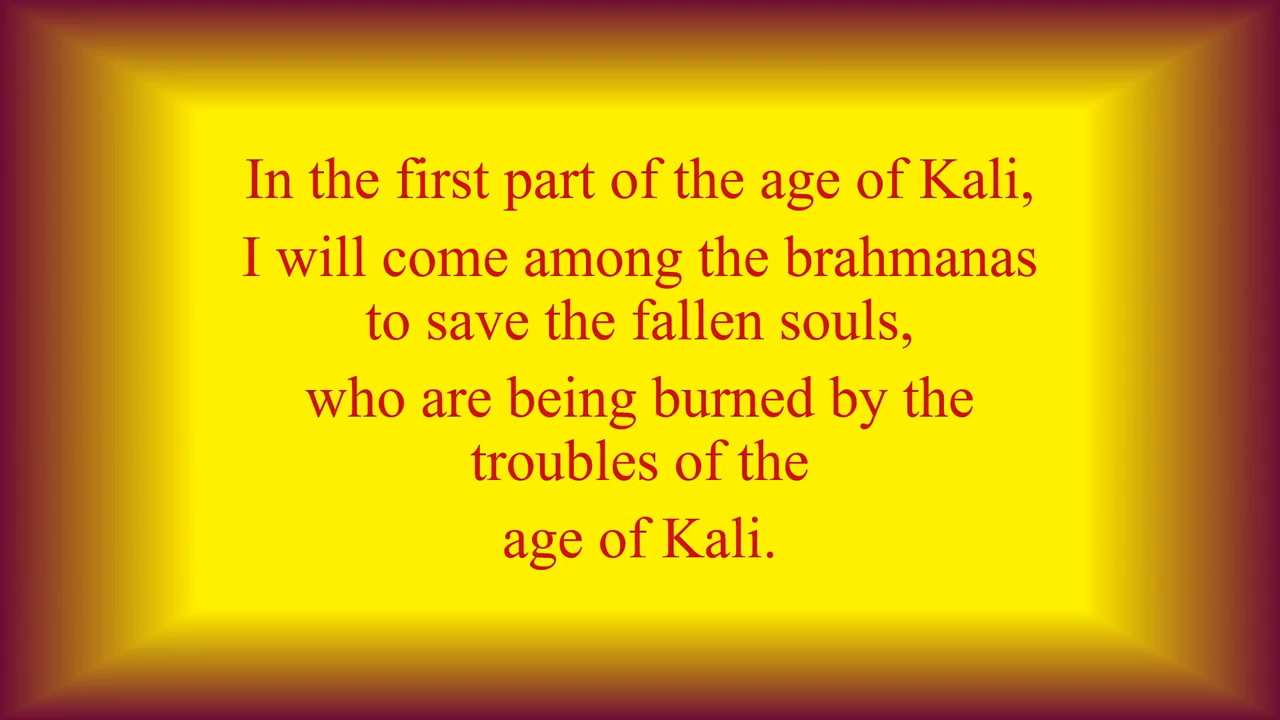 In the first part of the age of Kali,
I will come among the brahmanas
to save the fallen souls,
who are being burned by the
troubles of the
age of Kali.